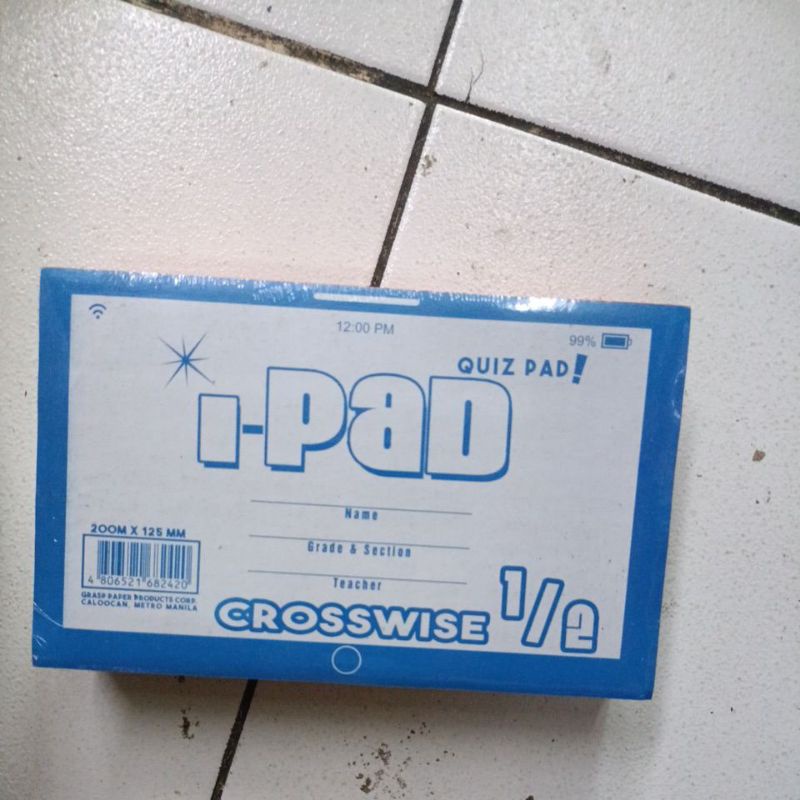 12:00 PM
99%
QUIZ PAD!
i-PaD
Name
Grade & Section
Teacher
200M X 125 MM
4 806521 682420
GRASP PAPER PRODUCTS CORP.
CALOOCAN, METRO MANILA
CROSSWISE 1/2